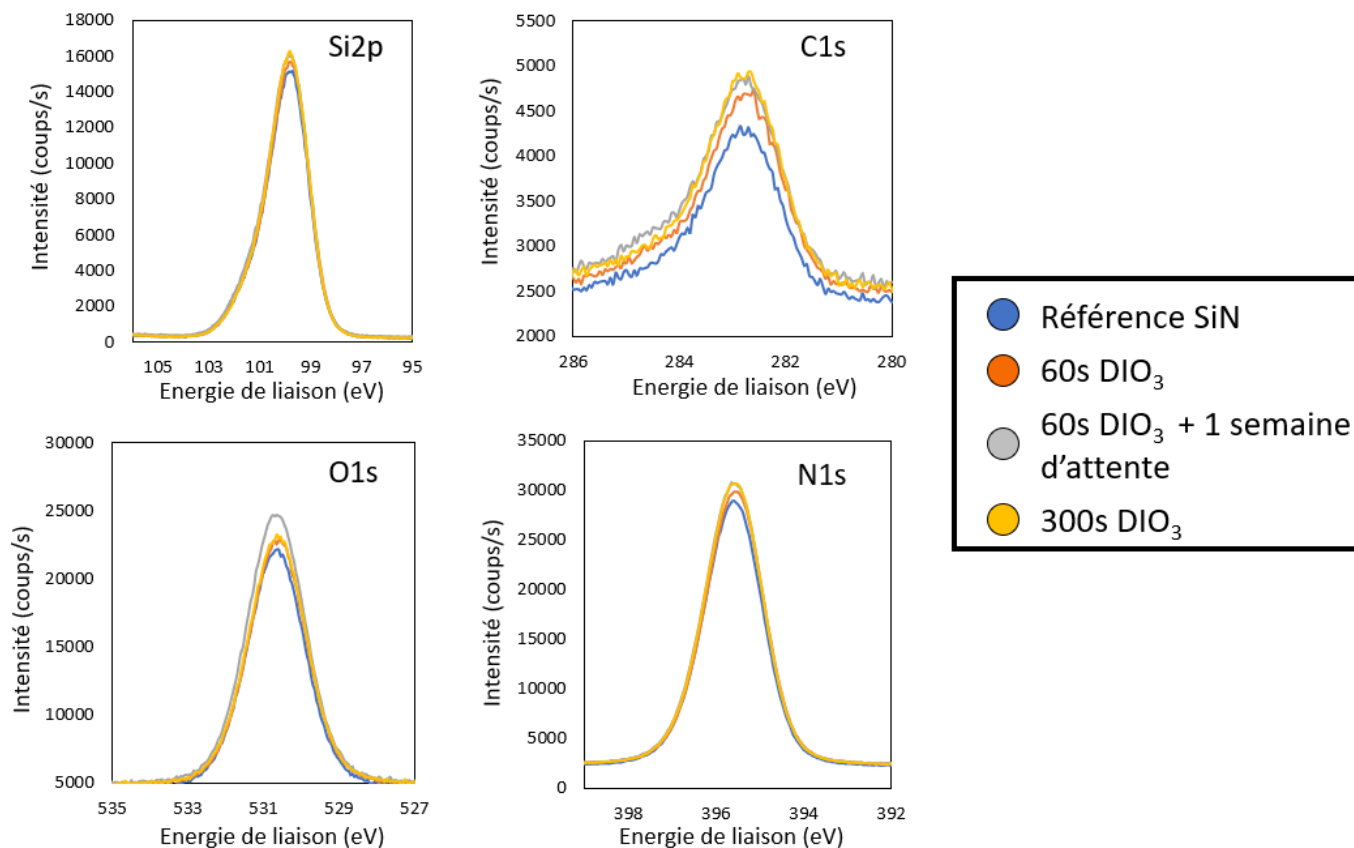 Si2p
Intensité (coups/s)
18000
16000
14000
12000
10000
8000
6000
4000
2000
0
105 103 101 99 97 95
Energie de liaison (eV)
C1s
Intensité (coups/s)
5500
5000
4500
4000
3500
3000
2500
2000
286 284 282 280
Energie de liaison (eV)
O1s
Intensité (coups/s)
30000
25000
20000
15000
10000
5000
535 533 531 529 527
Energie de liaison (eV)
N1s
Intensité (coups/s)
35000
30000
25000
20000
15000
10000
5000
0
398 396 394 392
Energie de liaison (eV)
Référence SiN
60s DIO₃
60s DIO₃ + 1 semaine
d'attente
300s DIO₃